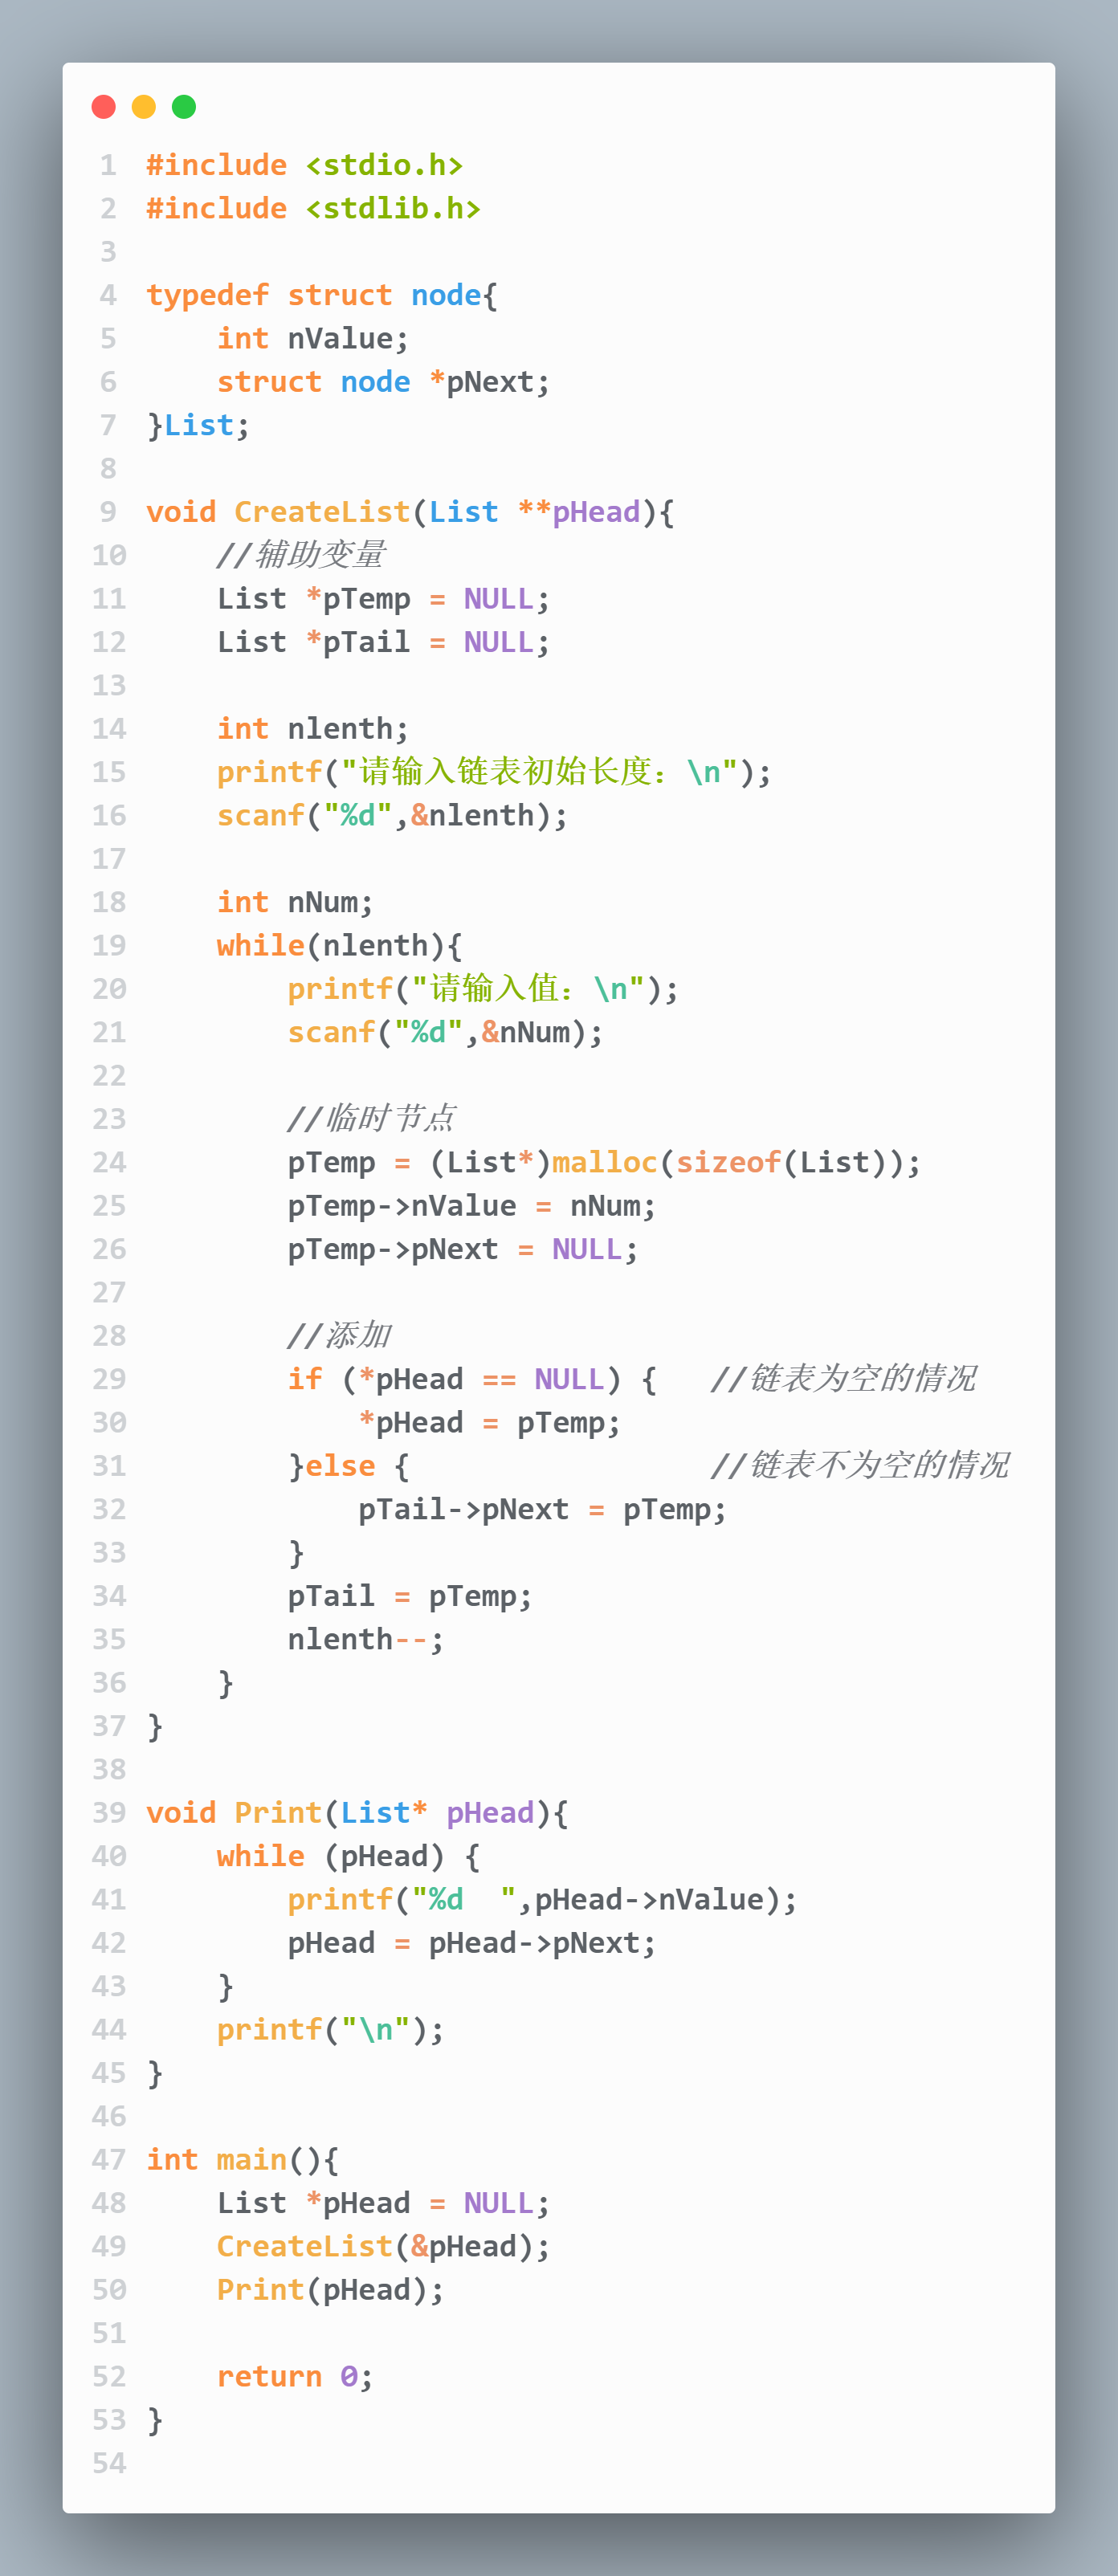 1 #include <stdio.h>
2 #include <stdlib.h>
3
4 typedef struct node{
5     int nValue;
6     struct node *pNext;
7 }List;
8
9 void CreateList(List **pHead){
10     //辅助变量
11     List *pTemp = NULL;
12     List *pTail = NULL;
13
14     int nlenth;
15     printf("请输入链表初始长度：\n");
16     scanf("%d",&nlenth);
17
18     int nNum;
19     while(nlenth){
20         printf("请输入值：\n");
21         scanf("%d",&nNum);
22
23         //临时节点
24         pTemp = (List*)malloc(sizeof(List));
25         pTemp->nValue = nNum;
26         pTemp->pNext = NULL;
27
28         //添加
29         if (*pHead == NULL) {   //链表为空的情况
30             *pHead = pTemp;
31         }else {                 //链表不为空的情况
32             pTail->pNext = pTemp;
33         }
34         pTail = pTemp;
35         nlenth--;
36     }
37 }
38
39 void Print(List* pHead){
40     while (pHead) {
41         printf("%d  ",pHead->nValue);
42         pHead = pHead->pNext;
43     }
44     printf("\n");
45 }
46
47 int main(){
48     List *pHead = NULL;
49     CreateList(&pHead);
50     Print(pHead);
51
52     return 0;
53 }
54